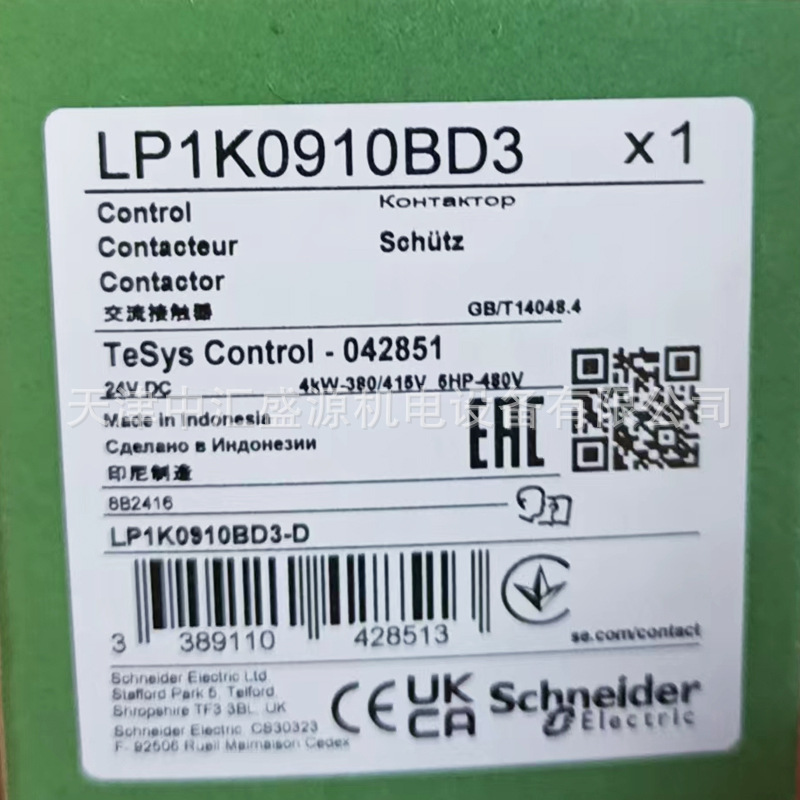 LP1K0910BD3 x 1
Control Контактор
Contacteur Schütz
Contactor
交流接触器 GB/T14048.4
TeSys Control - 042851
24V DC 4kW-380/415V 5HP-480V
天津中汇盛源机电设备有限公司
Made in Indonesia
Сделано в Индонезии
印尼制造
EAC
8B2416
LP1K0910BD3-D
3 389110 428513
se.com/contact
Schneider Electric Ltd
Stafford Park 5, Telford
Shropshire TF3 3BL, UK
Schneider Electric CS30323
F- 92506 Rueil Malmaison Cedex
CE UK CA Schneider Electric